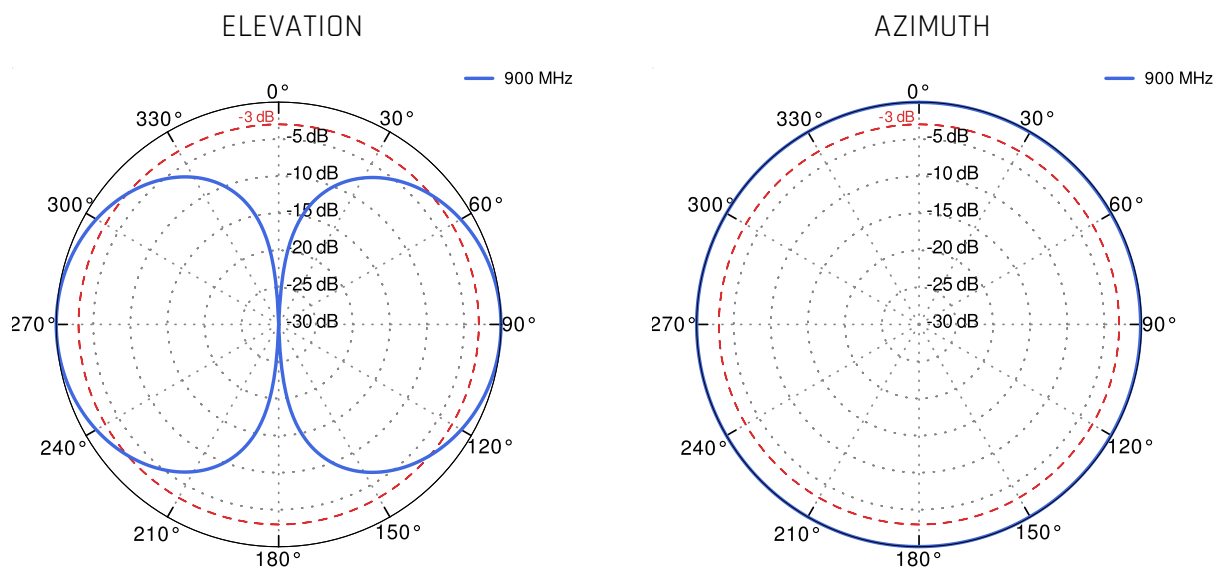 ELEVATION
900 MHz
0°
330°
-3 dB
30°
-5 dB
-10 dB
300°
-15 dB
60°
-20 dB
-25 dB
270°
-30 dB
90°
240°
120°
210°
150°
180°
AZIMUTH
900 MHz
0°
330°
-3 dB
30°
-5 dB
-10 dB
300°
-15 dB
60°
-20 dB
-25 dB
270°
-30 dB
90°
240°
120°
210°
150°
180°